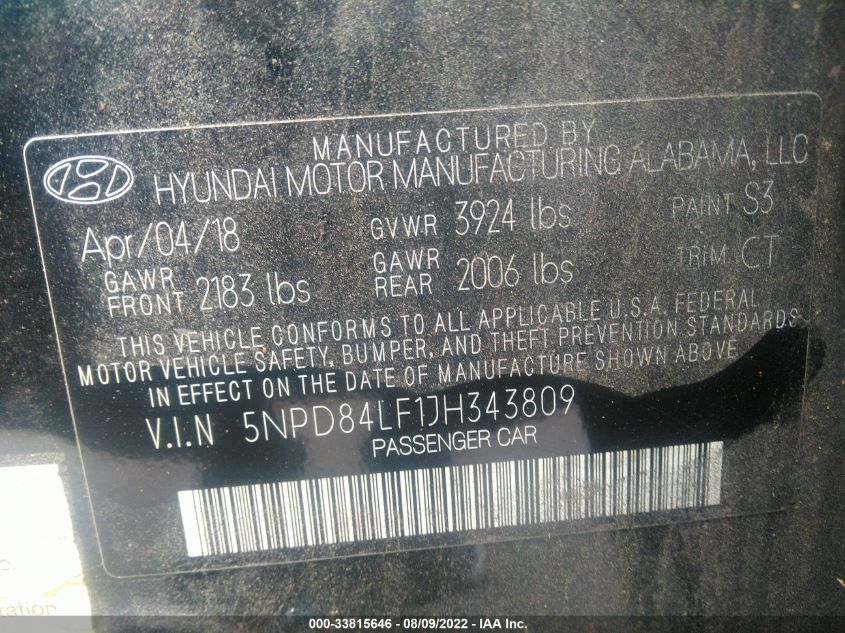 MANUFACTURED BY
HYUNDAI MOTOR MANUFACTURING ALABAMA, LLC
Apr/04/18 GVWR 3924 lbs PAINT S3
GAWR FRONT 2183 lbs GAWR REAR 2006 lbs TRIM CT
THIS VEHICLE CONFORMS TO ALL APPLICABLE U.S.A. FEDERAL
MOTOR VEHICLE SAFETY, BUMPER, AND THEFT PREVENTION STANDARDS
IN EFFECT ON THE DATE OF MANUFACTURE SHOWN ABOVE
V.I.N 5NPD84LF1JH343809
PASSENGER CAR
000-33815646 - 08/09/2022 - IAA Inc.